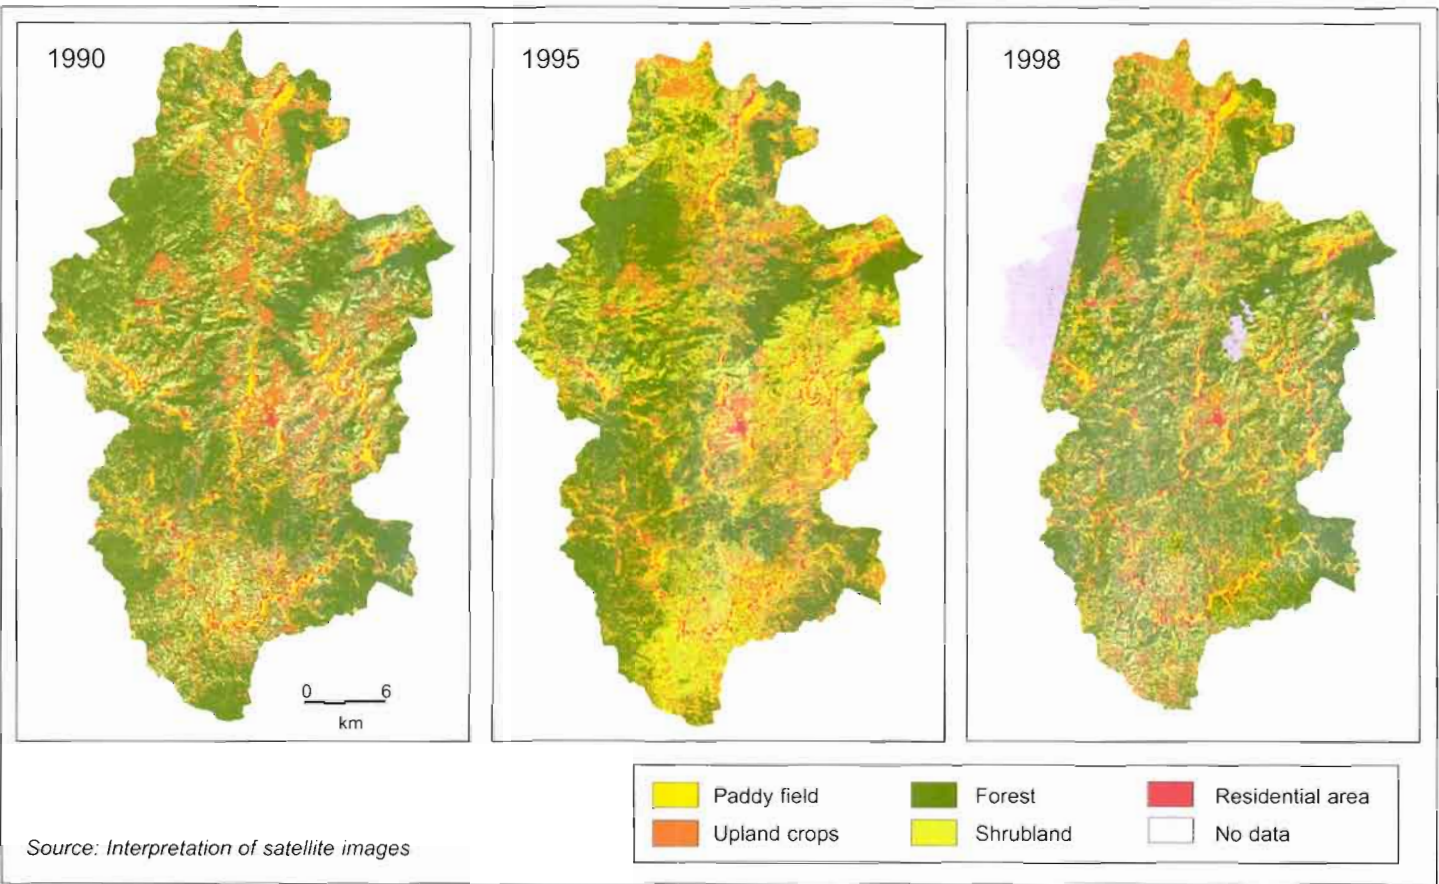 1990
1995
1998
0 6
km
Paddy field
Forest
Residential area
Upland crops
Shrubland
No data
Source: Interpretation of satellite images